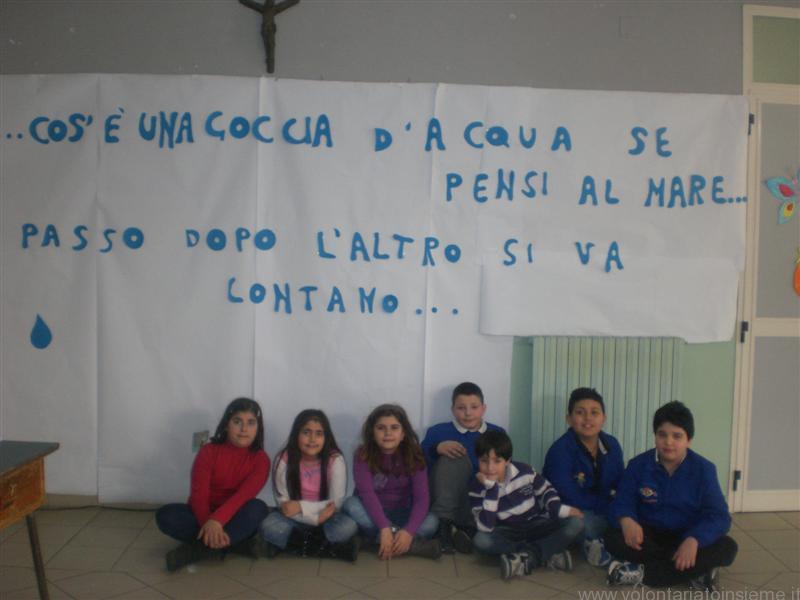 ..COS'È UNA GOCCIA D'ACQUA SE
PENSI AL MARE...
PASSO DOPO L'ALTRO SI VA
LONTANO...
www.volontariatoinsieme.it